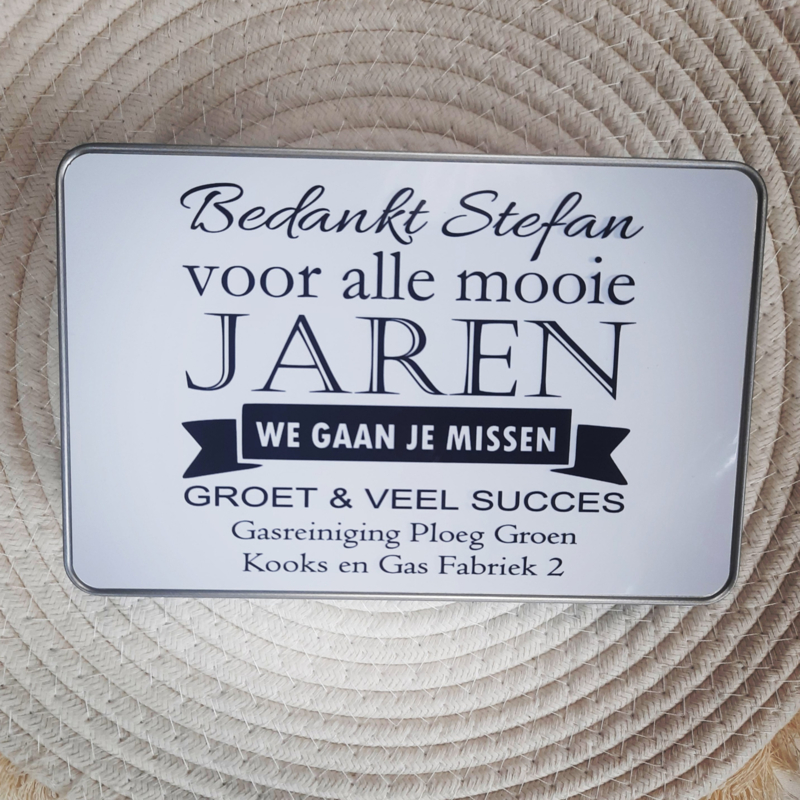 Bedankt Stefan
voor alle mooie
JAREN
WE GAAN JE MISSEN
GROET & VEEL SUCCES
Gasreiniging Ploeg Groen
Kooks en Gas Fabriek 2